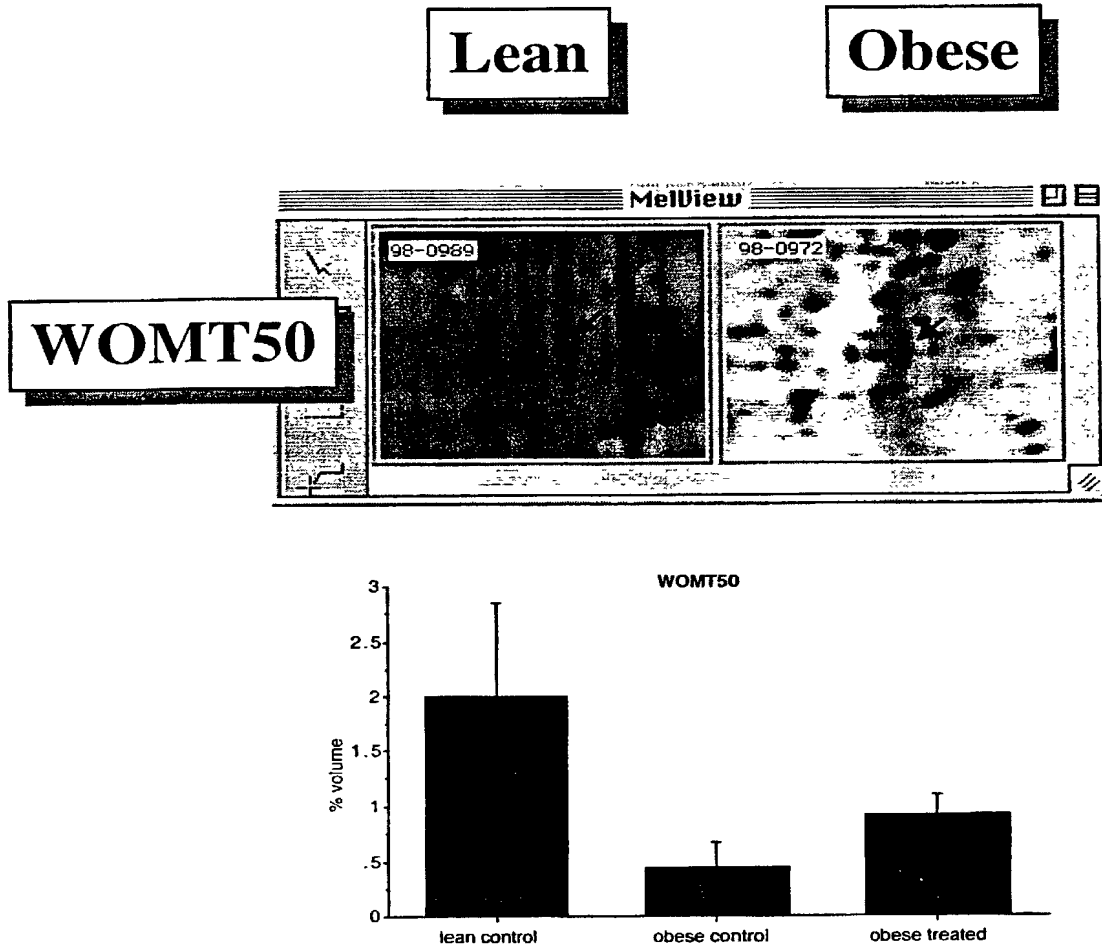 Lean
Obese
MelView
98-0989
98-0972
WOMT50
WOMT50
3
2.5
2
1.5
1
.5
0
% volume
lean control
obese control
obese treated